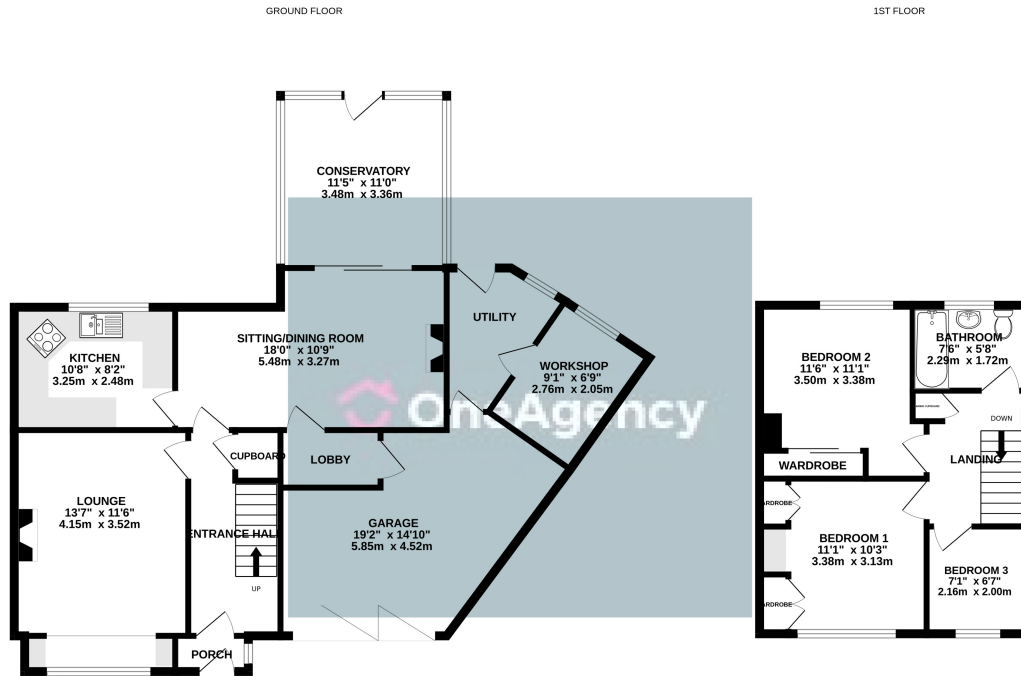 GROUND FLOOR
1ST FLOOR
CONSERVATORY
11'5" x 11'0"
3.48m x 3.36m
UTILITY
SITTING/DINING ROOM
18'0" x 10'9"
5.48m x 3.27m
KITCHEN
10'8" x 8'2"
3.25m x 2.48m
WORKSHOP
9'1" x 6'9"
2.76m x 2.05m
OneAgency
CUPBOARD
LOBBY
LOUNGE
13'7" x 11'6"
4.15m x 3.52m
ENTRANCE HALL
GARAGE
19'2" x 14'10"
5.85m x 4.52m
UP
PORCH
BATHROOM
7'6" x 5'8"
2.29m x 1.72m
BEDROOM 2
11'6" x 11'1"
3.50m x 3.38m
DOWN
LANDING
WARDROBE
ARDROBE
BEDROOM 1
11'1" x 10'3"
3.38m x 3.13m
BEDROOM 3
7'1" x 6'7"
2.16m x 2.00m
ARDROBE